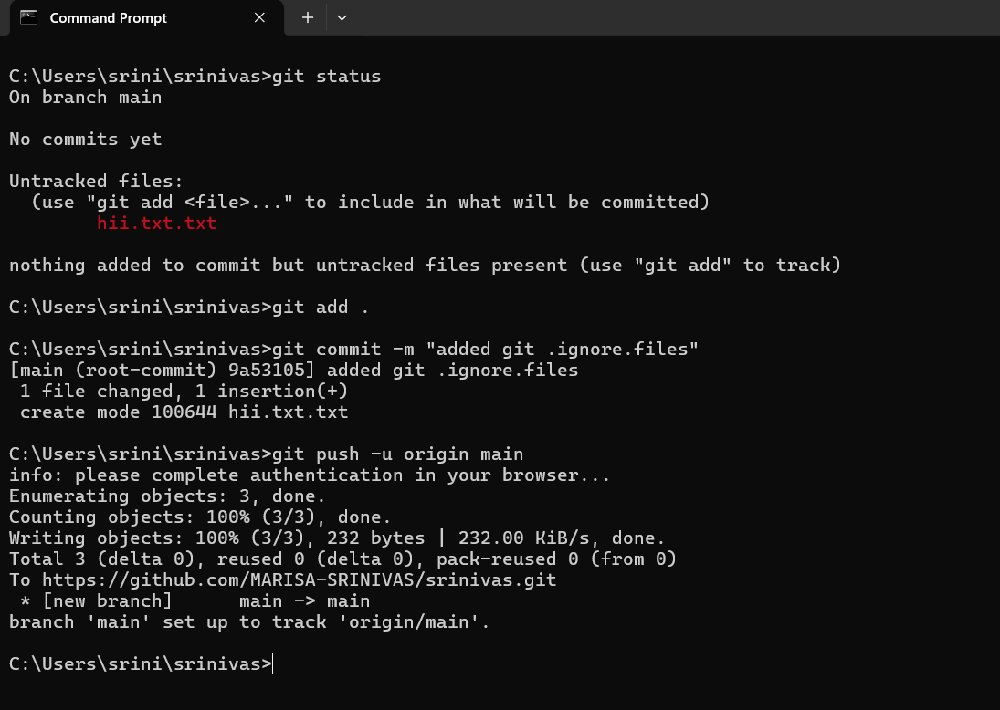 Command Prompt
C:\Users\srini\srinivas>git status
On branch main
No commits yet
Untracked files:
(use "git add <file>..." to include in what will be committed)
hii.txt.txt
nothing added to commit but untracked files present (use "git add" to track)
C:\Users\srini\srinivas>git add .
C:\Users\srini\srinivas>git commit -m "added git .ignore.files"
[main (root-commit) 9a53105] added git .ignore.files
1 file changed, 1 insertion(+)
create mode 100644 hii.txt.txt
C:\Users\srini\srinivas>git push -u origin main
info: please complete authentication in your browser...
Enumerating objects: 3, done.
Counting objects: 100% (3/3), done.
Writing objects: 100% (3/3), 232 bytes | 232.00 KiB/s, done.
Total 3 (delta 0), reused 0 (delta 0), pack-reused 0 (from 0)
To https://github.com/MARISA-SRINIVAS/srinivas.git
* [new branch]      main -> main
branch 'main' set up to track 'origin/main'.
C:\Users\srini\srinivas>